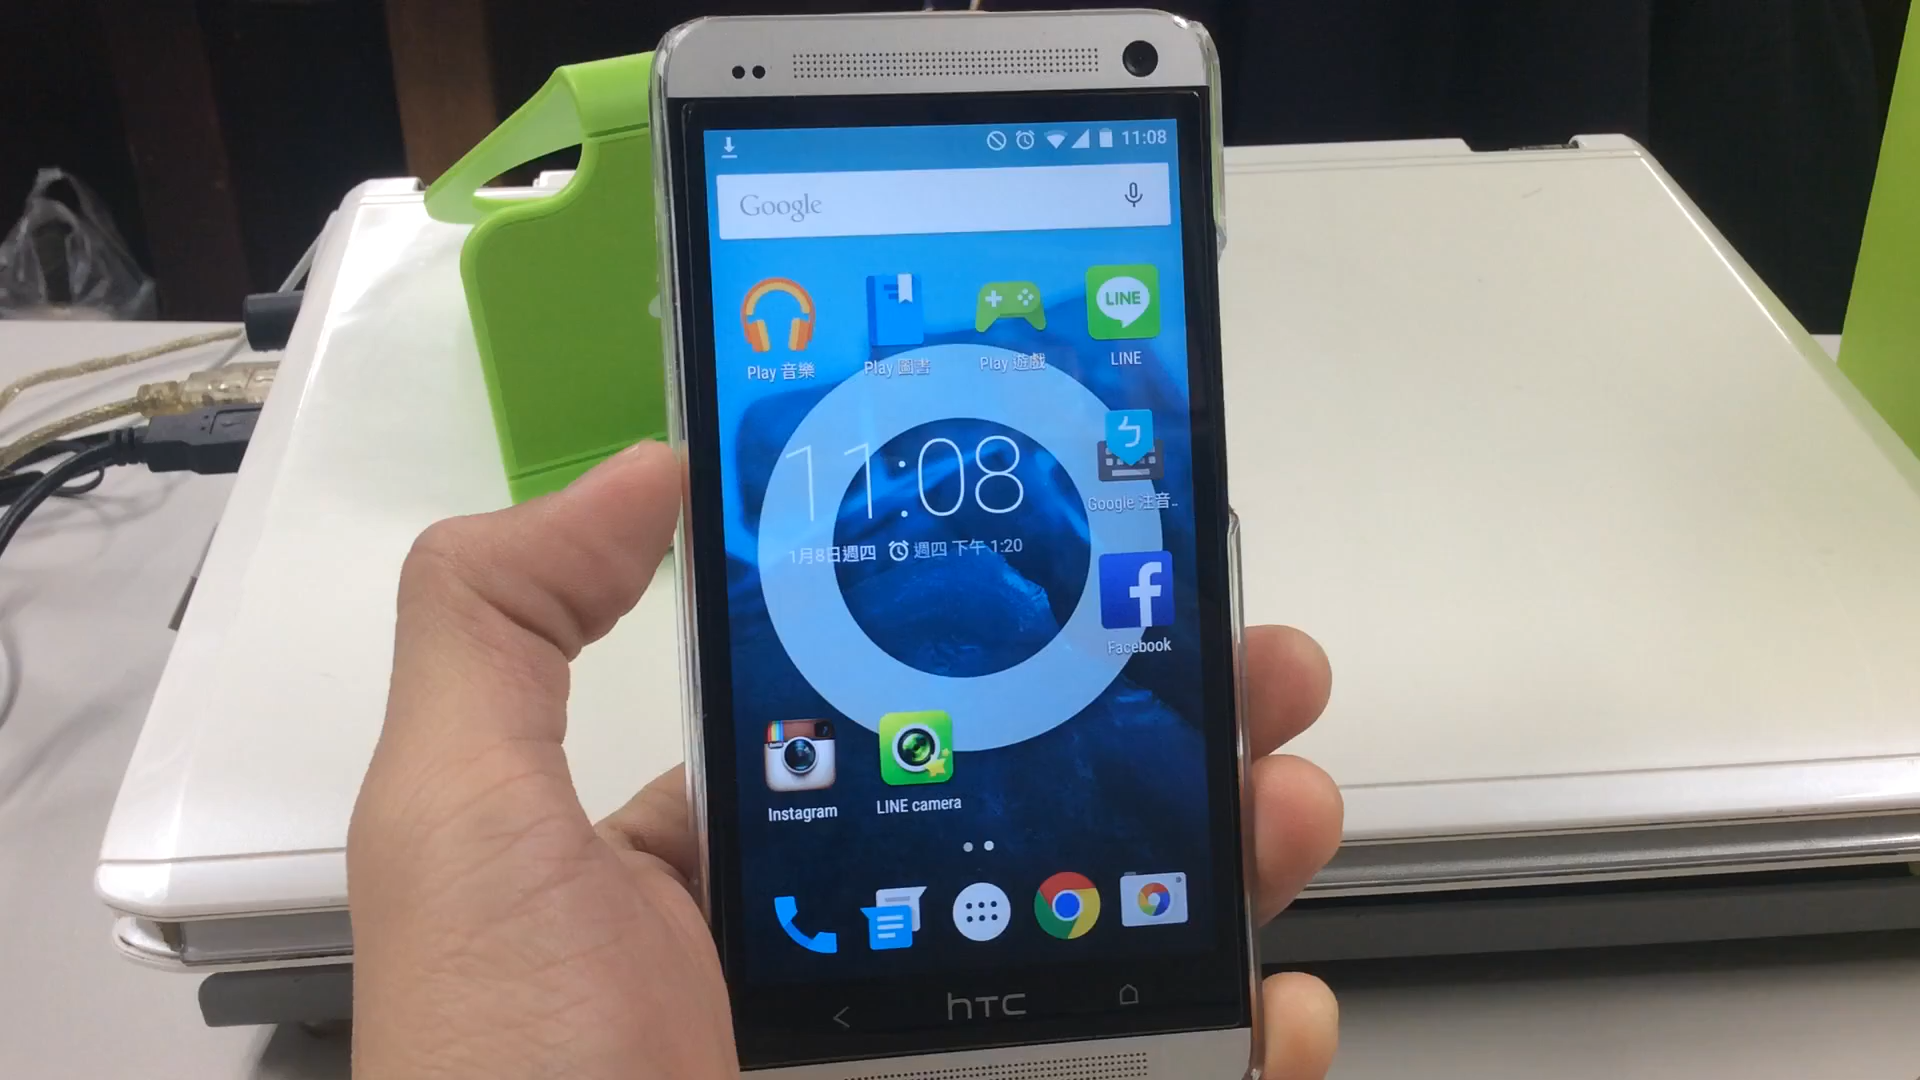 11:08
Google
LINE
Play 音樂
Play 圖書
Play 遊戲
LINE
ㄅ
Google 注音..
11:08
1月8日週四 週四 下午 1:20
Facebook
Instagram
LINE camera
hTC